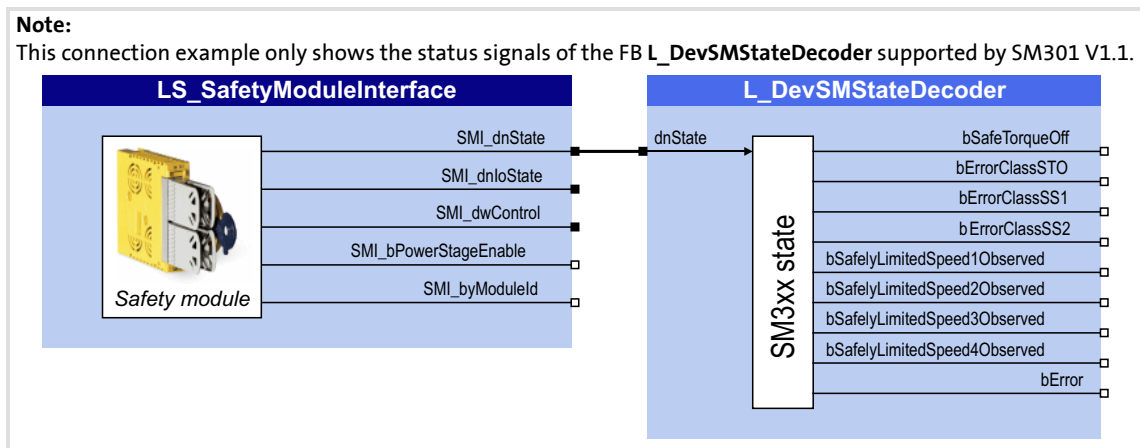 Note:
This connection example only shows the status signals of the FB L_DevSMStateDecoder supported by SM301 V1.1.
LS_SafetyModuleInterface
SMI_dnState
SMI_dnIoState
SMI_dwControl
SMI_bPowerStageEnable
SMI_byModuleId
Safety module
L_DevSMStateDecoder
dnState
SM3xx state
bSafeTorqueOff
bErrorClassSTO
bErrorClassSS1
bErrorClassSS2
bSafelyLimitedSpeed1Observed
bSafelyLimitedSpeed2Observed
bSafelyLimitedSpeed3Observed
bSafelyLimitedSpeed4Observed
bError